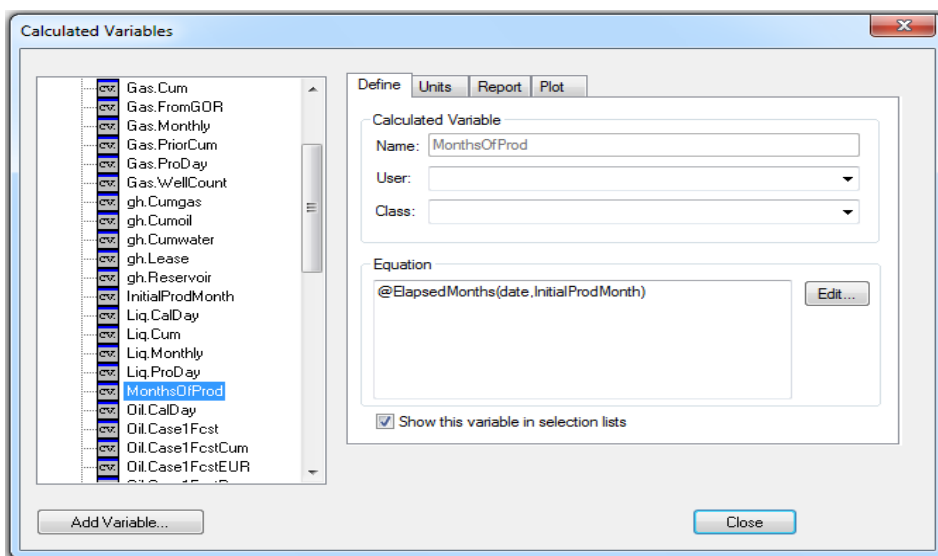 Calculated Variables
Gas.Cum
Gas.FromGOR
Gas.Monthly
Gas.PriorCum
Gas.ProDay
Gas.WellCount
gh.Cumgas
gh.Cumoil
gh.Cumwater
gh.Lease
gh.Reservoir
InitialProdMonth
Liq.CalDay
Liq.Cum
Liq.Monthly
Liq.ProDay
MonthsOfProd
Oil.CalDay
Oil.Case1Fcst
Oil.Case1FcstCum
Oil.Case1FcstEUR
Add Variable...
Define Units Report Plot
Calculated Variable
Name: MonthsOfProd
User:
Class:
Equation
@ElapsedMonths(date,InitialProdMonth)
Edit...
Show this variable in selection lists
Close